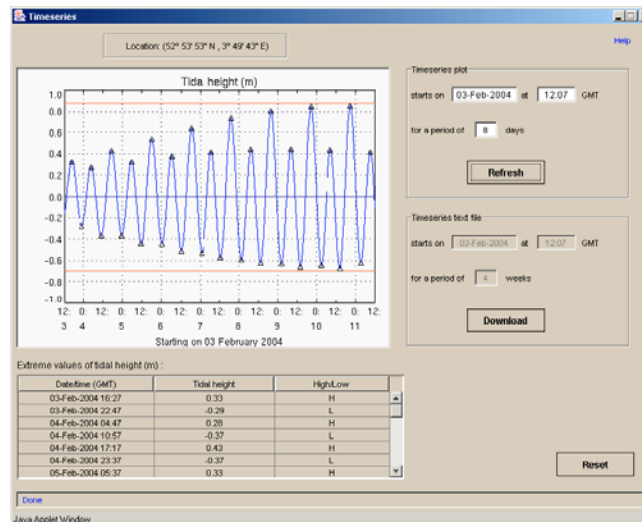 Timeseries
Location: (52° 53' 53" N , 3° 49' 43" E)
Help
Tidal height (m)
1.0
0.8
0.6
0.4
0.2
0.0
-0.2
-0.4
-0.6
-0.8
-1.0
12: 0: 12: 0: 12: 0: 12: 0: 12: 0: 12: 0: 12: 0: 12: 0: 12:
3 4 5 6 7 8 9 10 11
Starting on 03 February 2004
Timeseries plot
starts on 03-Feb-2004 at 12:07 GMT
for a period of 8 days
Refresh
Timeseries text file
starts on 03-Feb-2004 at 12:07 GMT
for a period of 4 weeks
Download
Extreme values of tidal height (m) :
Date/time (GMT) Tidal height High/Low
03-Feb-2004 16:27 0.33 H
03-Feb-2004 22:47 -0.29 L
04-Feb-2004 04:47 0.28 H
04-Feb-2004 10:57 -0.37 L
04-Feb-2004 17:17 0.43 H
04-Feb-2004 23:37 -0.37 L
05-Feb-2004 05:37 0.33 H
Reset
Done
Java Applet Window